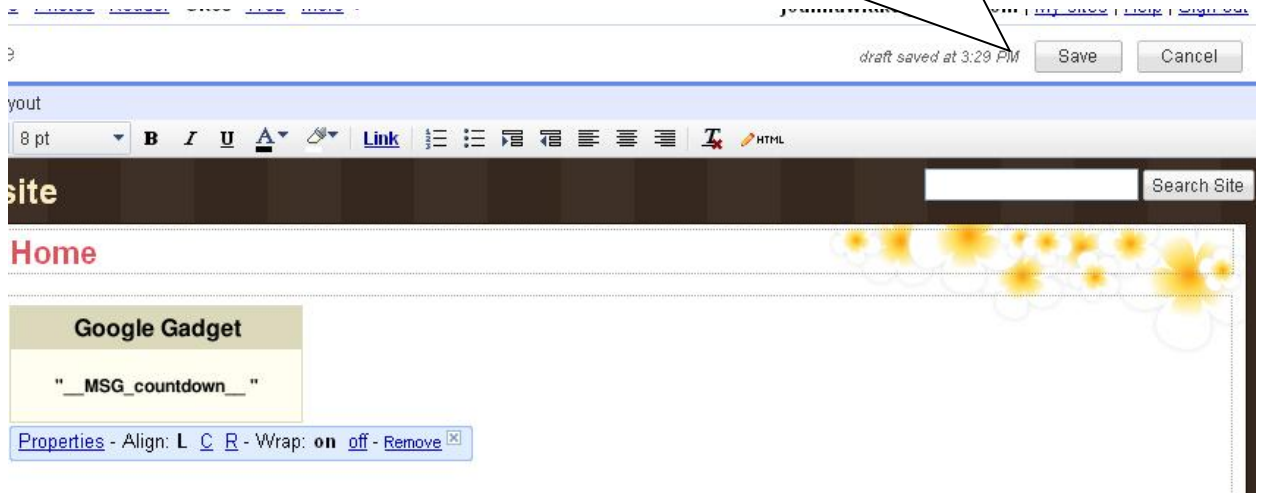 draft saved at 3:29 PM Save Cancel
yout
8 pt B I U A Link HTML
site Search Site
Home
Google Gadget
"__MSG_countdown__ "
Properties - Align: L C R - Wrap: on off - Remove